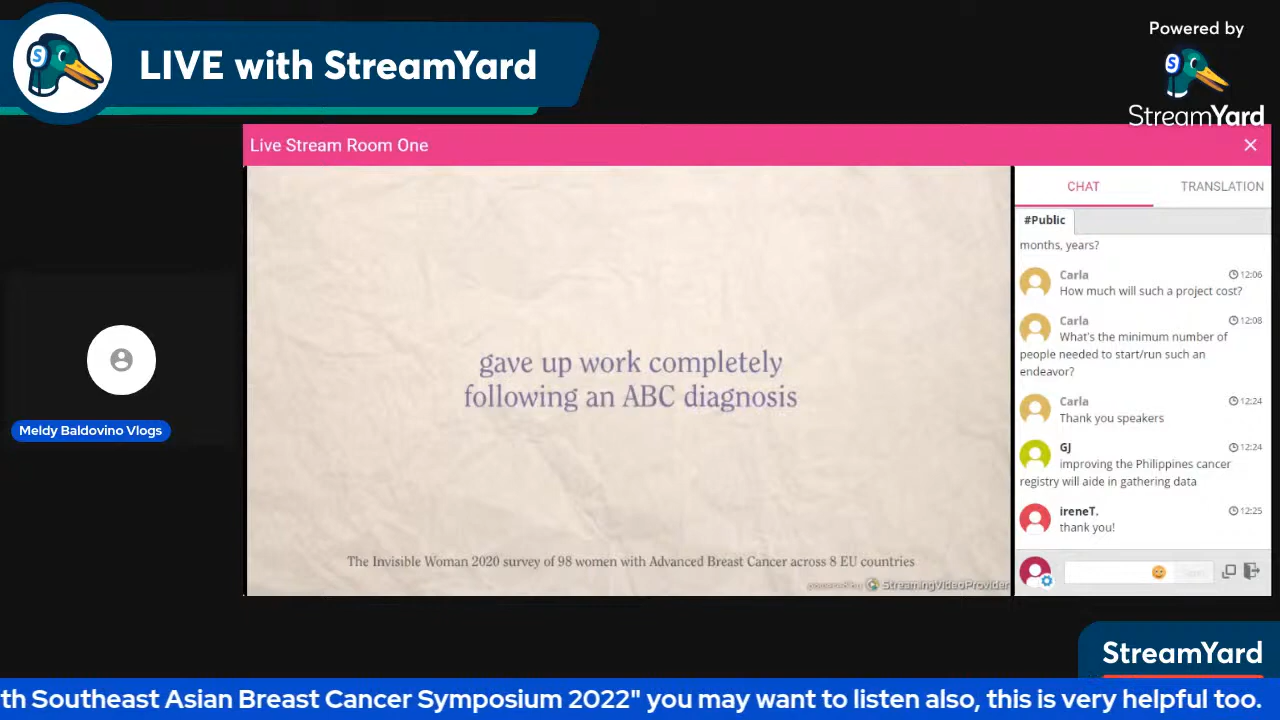 LIVE with StreamYard
Powered by
StreamYard
Live Stream Room One
CHAT
TRANSLATION
#Public
months, years?
Carla
12:06
How much will such a project cost?
Carla
12:08
What's the minimum number of
people needed to start/run such an
endeavor?
Carla
12:24
Thank you speakers
GJ
12:24
improving the Philippines cancer
registry will aide in gathering data
ireneT.
12:25
thank you!
gave up work completely
following an ABC diagnosis
The Invisible Woman 2020 survey of 98 women with Advanced Breast Cancer across 8 EU countries
powered by StreamingVideoProvider
Meldy Baldovino Vlogs
StreamYard
th Southeast Asian Breast Cancer Symposium 2022" you may want to listen also, this is very helpful too.